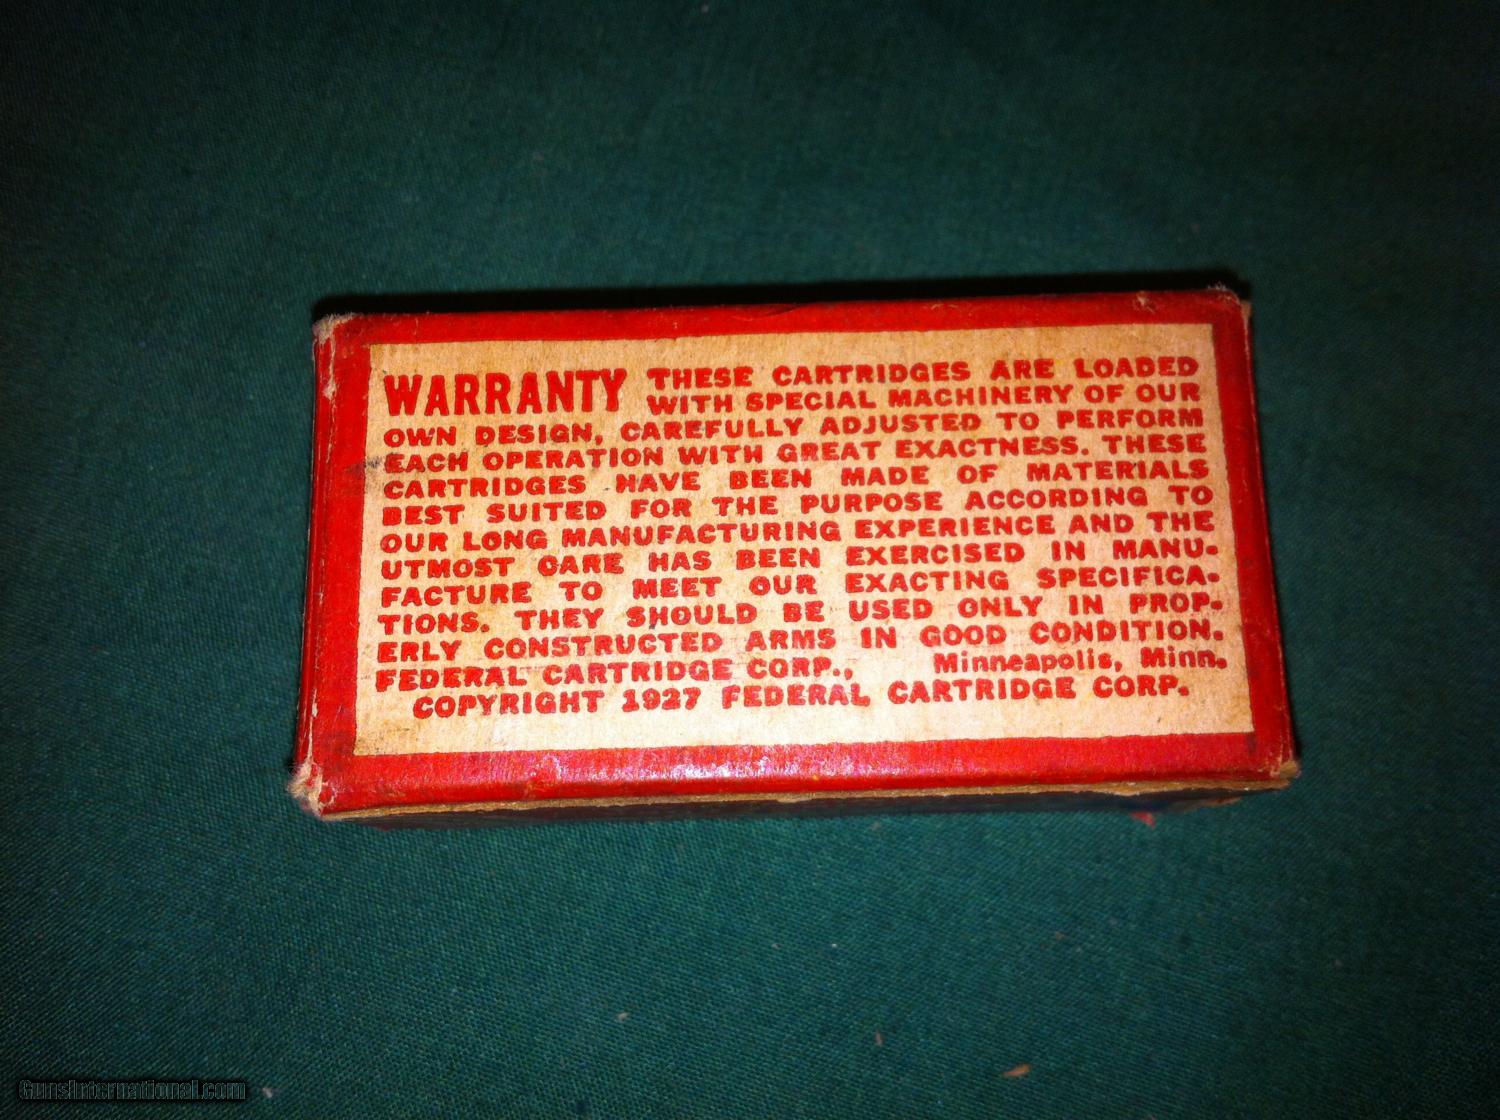 WARRANTY THESE CARTRIDGES ARE LOADED
WITH SPECIAL MACHINERY OF OUR
OWN DESIGN, CAREFULLY ADJUSTED TO PERFORM
EACH OPERATION WITH GREAT EXACTNESS. THESE
CARTRIDGES HAVE BEEN MADE OF MATERIALS
BEST SUITED FOR THE PURPOSE ACCORDING TO
OUR LONG MANUFACTURING EXPERIENCE AND THE
UTMOST CARE HAS BEEN EXERCISED IN MANU-
FACTURE TO MEET OUR EXACTING SPECIFICA-
TIONS. THEY SHOULD BE USED ONLY IN PROP-
ERLY CONSTRUCTED ARMS IN GOOD CONDITION.
FEDERAL CARTRIDGE CORP., Minneapolis, Minn.
COPYRIGHT 1927 FEDERAL CARTRIDGE CORP.
GunsInternational.com